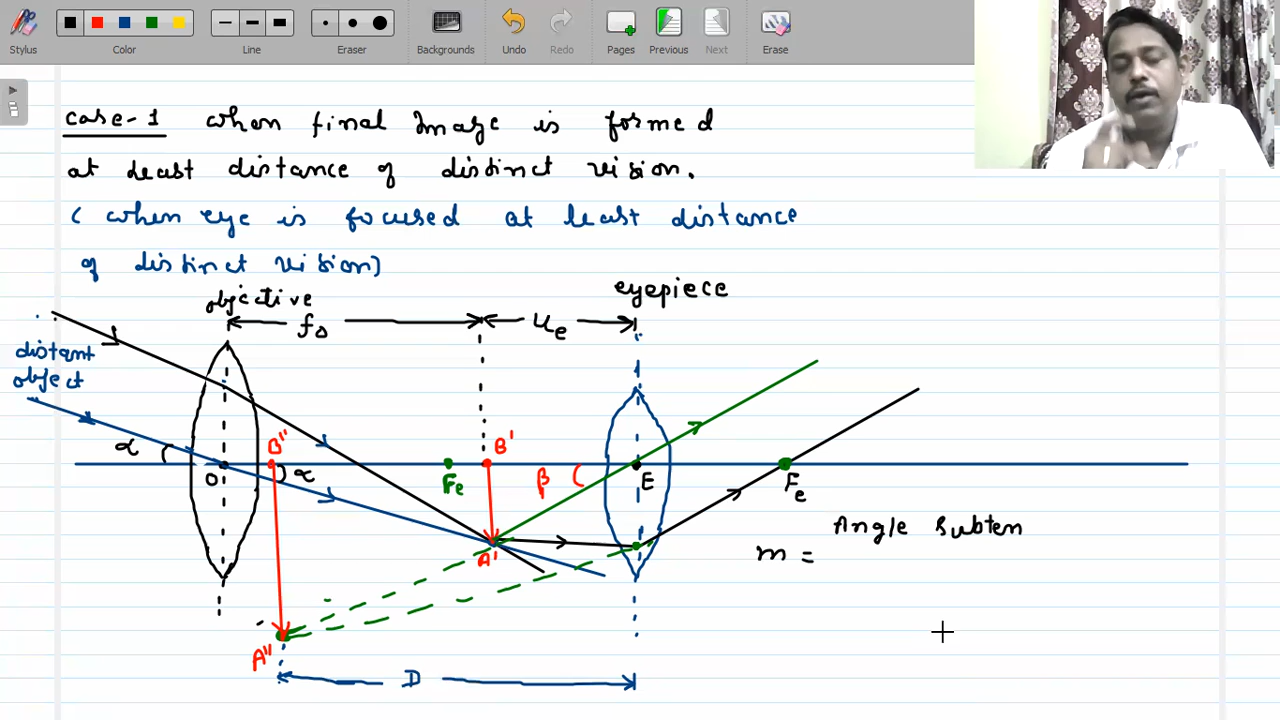 Stylus
Color
Line
Eraser
Backgrounds
Undo
Redo
Pages
Previous
Next
Erase
Case-1 When final Image is formed
at least distance of distinct vision.
( when eye is focused at least distance
of distinct vision)
objective
eyepiece
fo
ue
distant
object
α
B"
α
B'
O
Fe
β
E
Fe
A'
Angle Subten
m =
A"
D